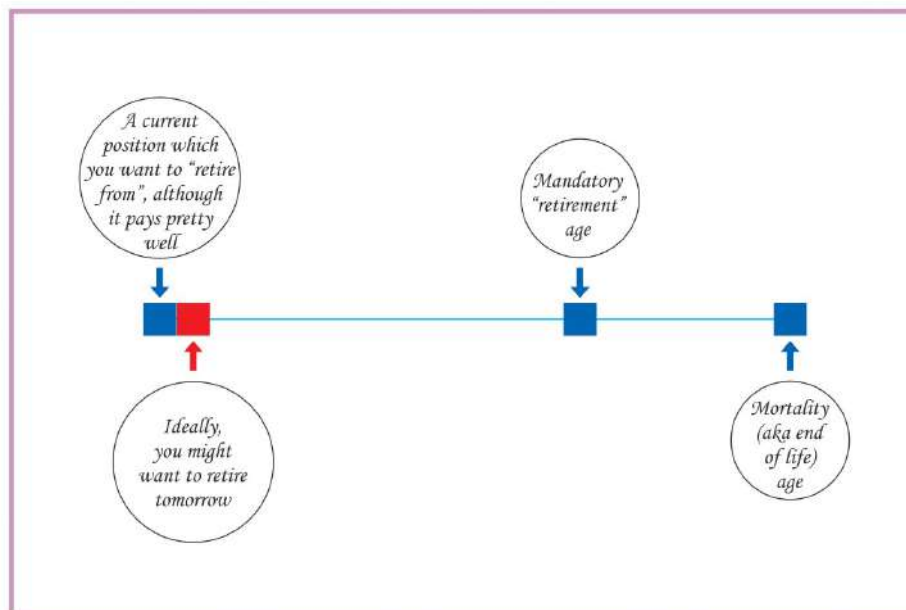 A current
position which
you want to “retire
from”, although
it pays pretty
well
Mandatory
“retirement”
age
Ideally,
you might
want to retire
tomorrow
Mortality
(aka end
of life)
age